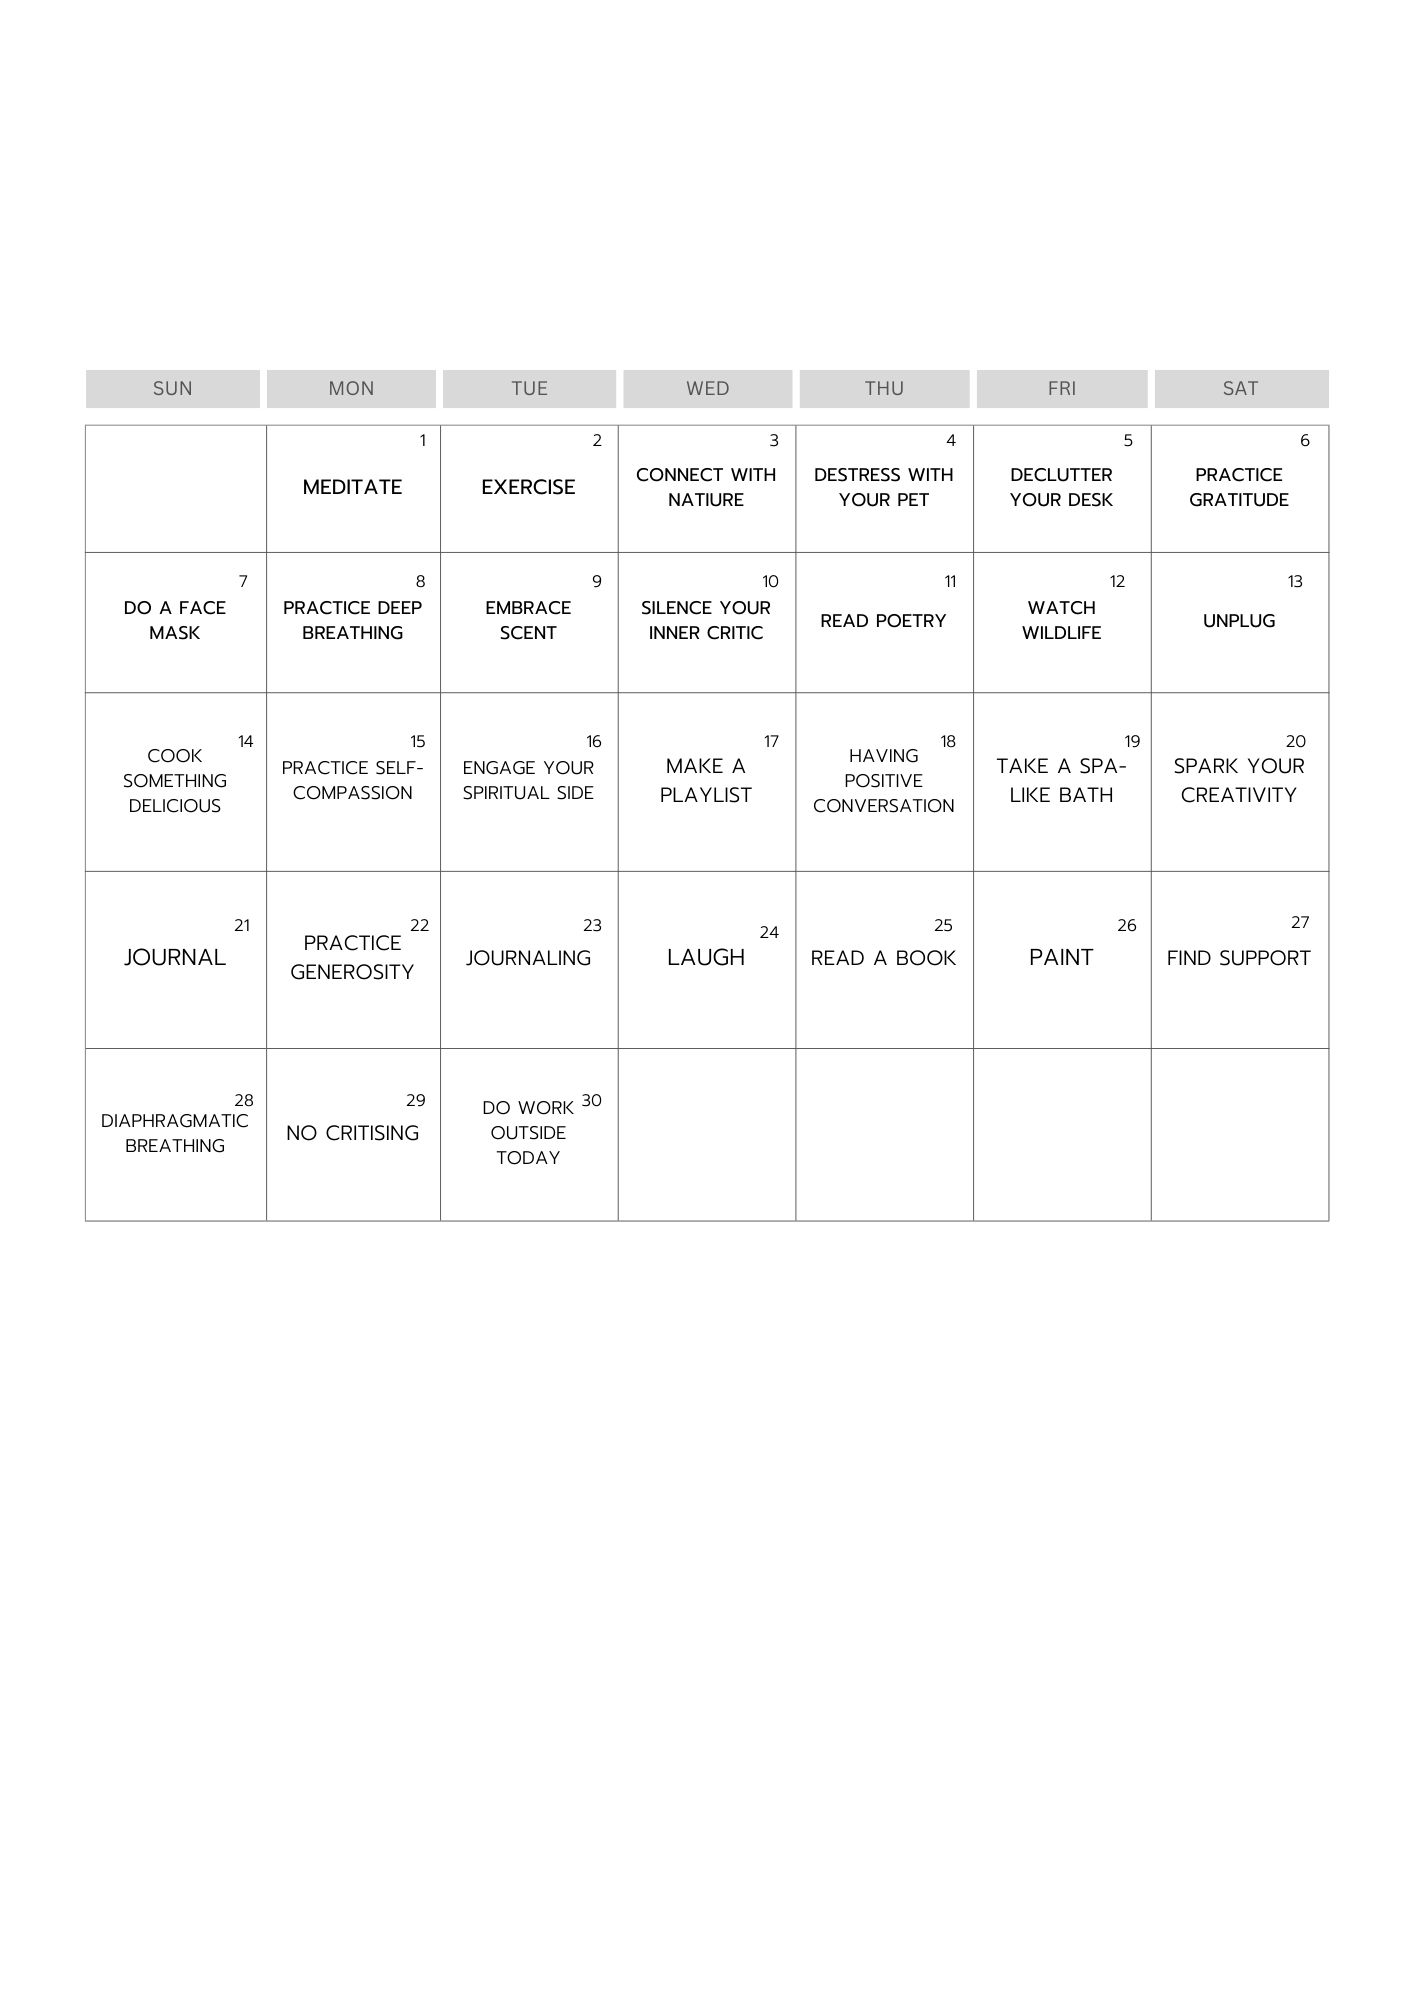 SUN MON TUE WED THU FRI SAT
1
MEDITATE
2
EXERCISE
3
CONNECT WITH
NATIURE
4
DESTRESS WITH
YOUR PET
5
DECLUTTER
YOUR DESK
6
PRACTICE
GRATITUDE
7
DO A FACE
MASK
8
PRACTICE DEEP
BREATHING
9
EMBRACE
SCENT
10
SILENCE YOUR
INNER CRITIC
11
READ POETRY
12
WATCH
WILDLIFE
13
UNPLUG
14
COOK
SOMETHING
DELICIOUS
15
PRACTICE SELF-
COMPASSION
16
ENGAGE YOUR
SPIRITUAL SIDE
17
MAKE A
PLAYLIST
18
HAVING
POSITIVE
CONVERSATION
19
TAKE A SPA-
LIKE BATH
20
SPARK YOUR
CREATIVITY
21
JOURNAL
22
PRACTICE
GENEROSITY
23
JOURNALING
24
LAUGH
25
READ A BOOK
26
PAINT
27
FIND SUPPORT
28
DIAPHRAGMATIC
BREATHING
29
NO CRITISING
30
DO WORK
OUTSIDE
TODAY